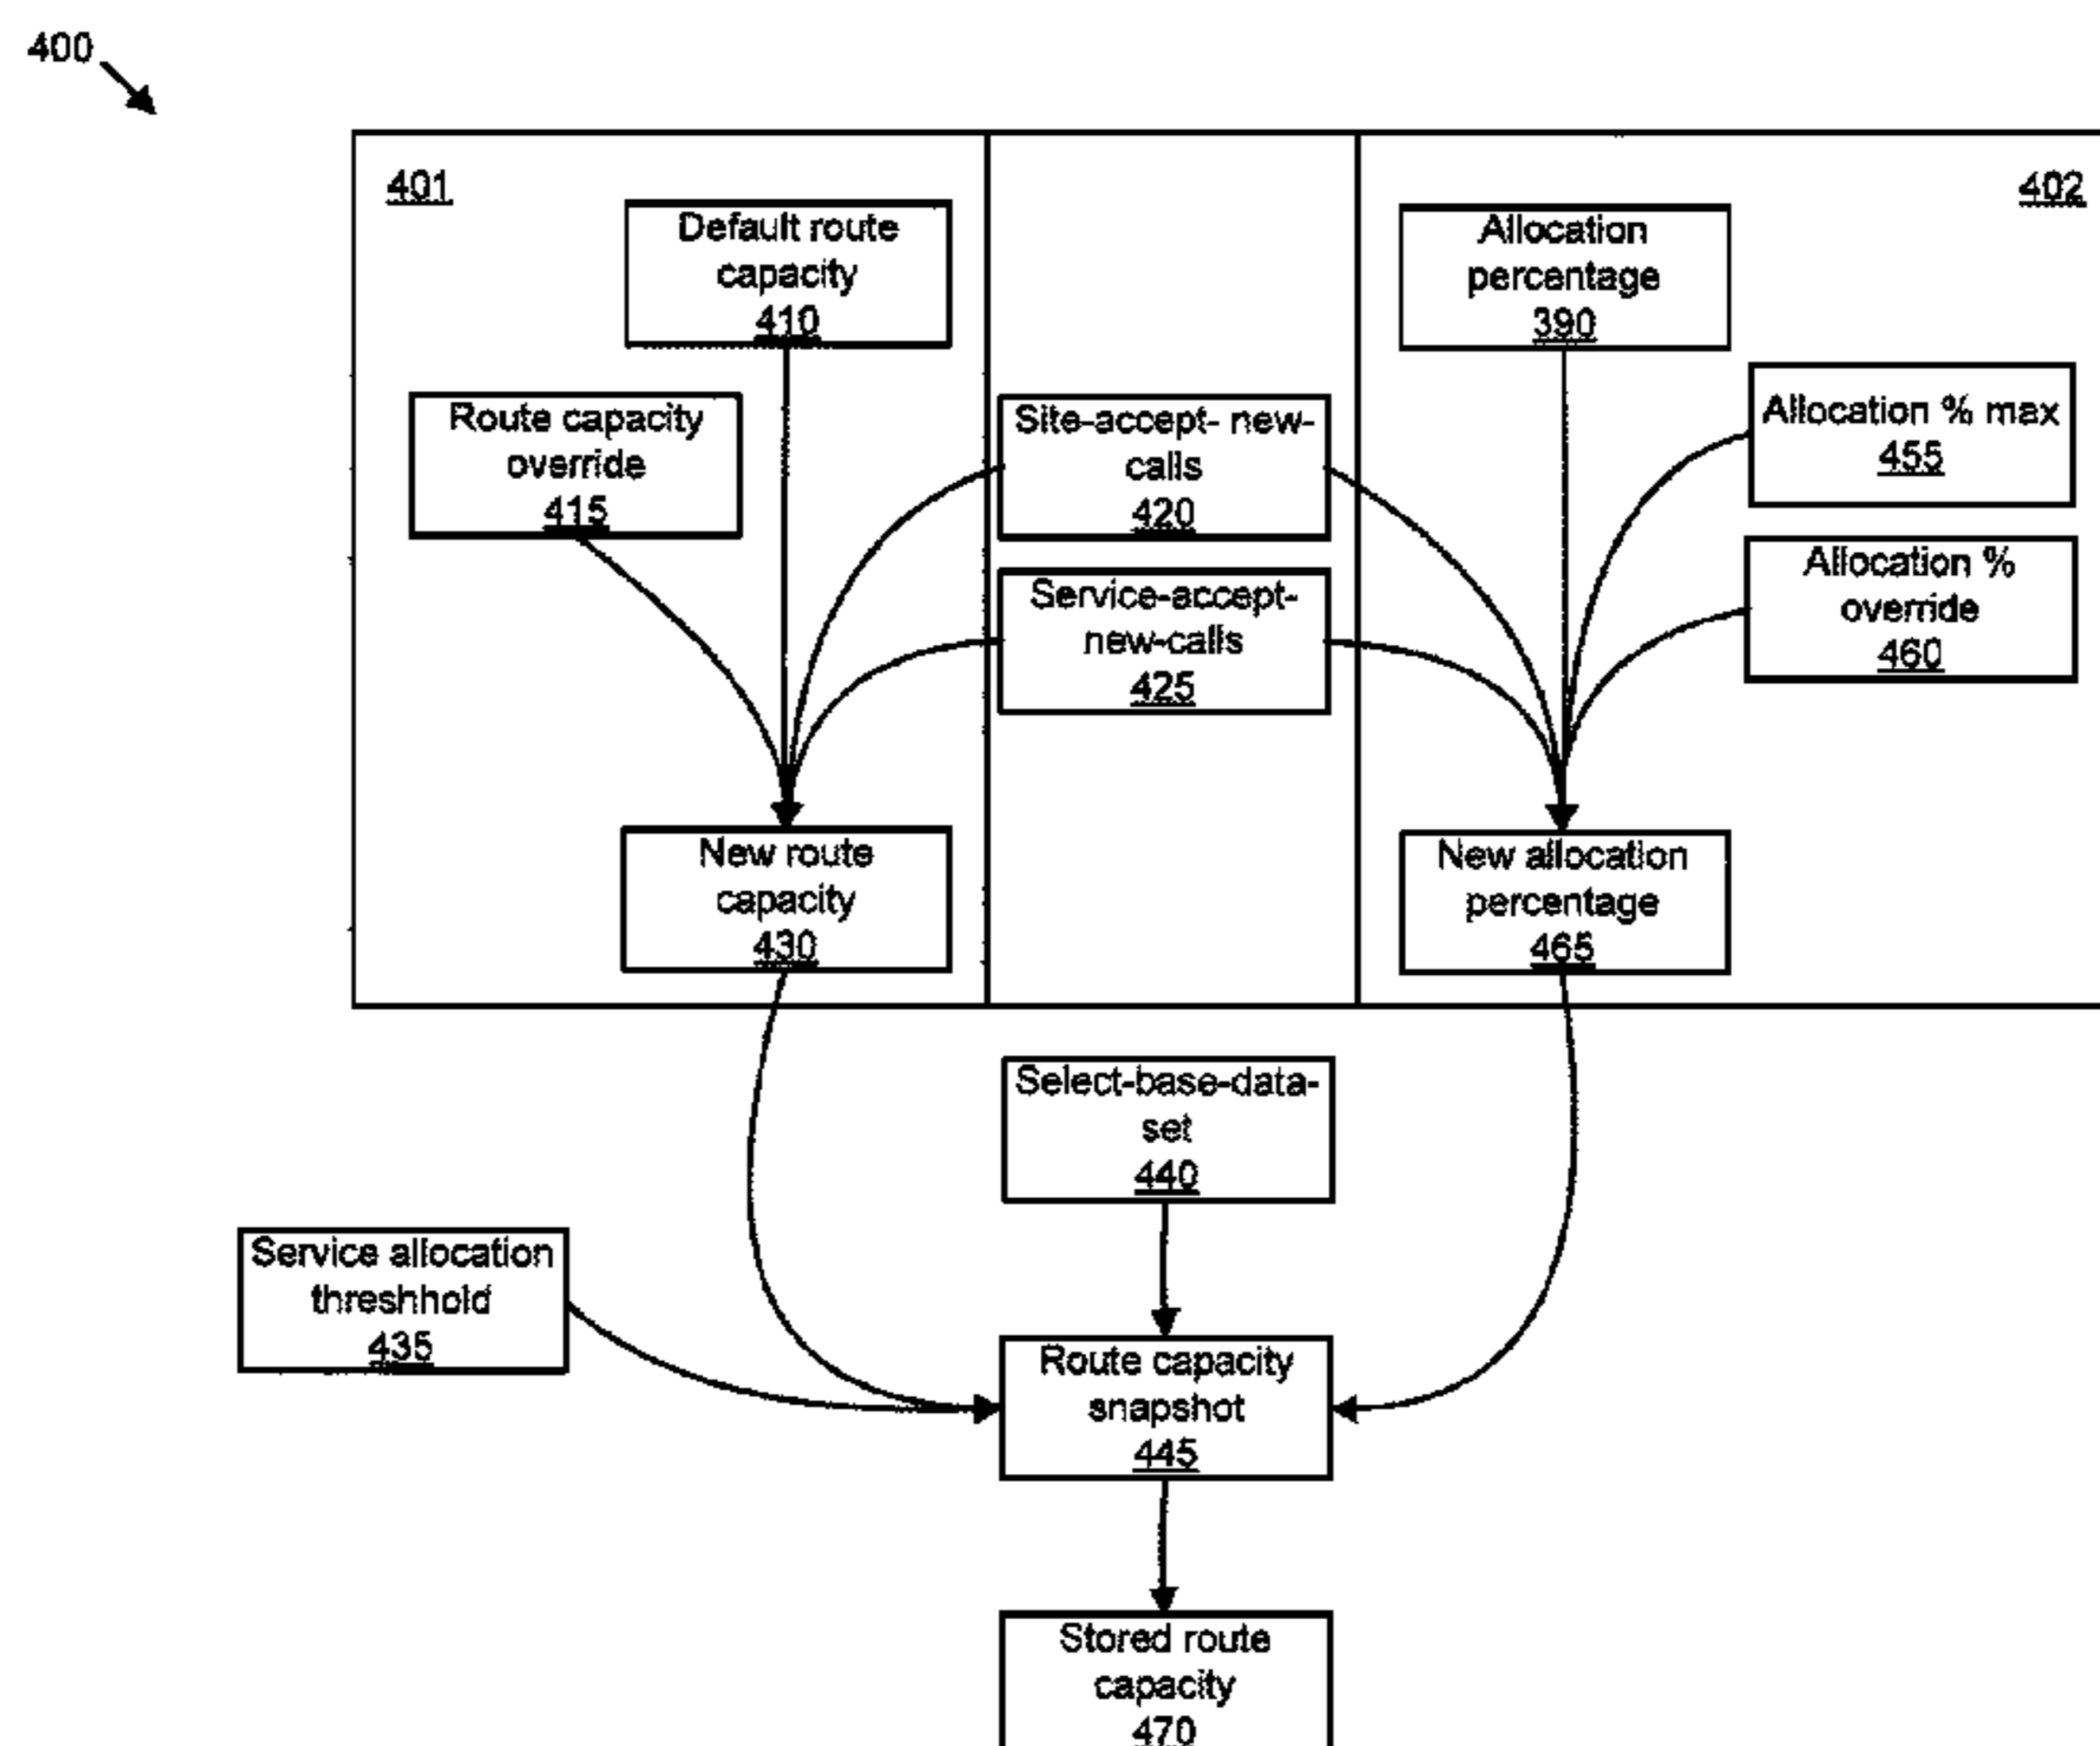 400
401
402
Default route
capacity
410
Allocation
percentage
390
Route capacity
override
415
Site-accept- new-
calls
420
Allocation % max
455
Service-accept-
new-calls
425
Allocation %
override
460
New route
capacity
430
New allocation
percentage
465
Select-base-data-
set
440
Service allocation
threshhold
435
Route capacity
snapshot
445
Stored route
capacity
470